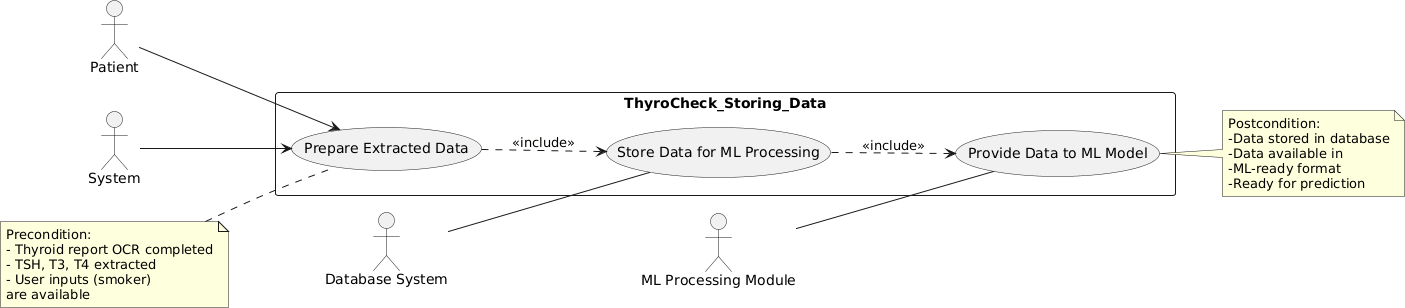 Patient
ThyroCheck_Storing_Data
System
Prepare Extracted Data
«include»
Store Data for ML Processing
«include»
Provide Data to ML Model
Postcondition:
-Data stored in database
-Data available in
-ML-ready format
-Ready for prediction
Precondition:
- Thyroid report OCR completed
- TSH, T3, T4 extracted
- User inputs (smoker)
are available
Database System
ML Processing Module